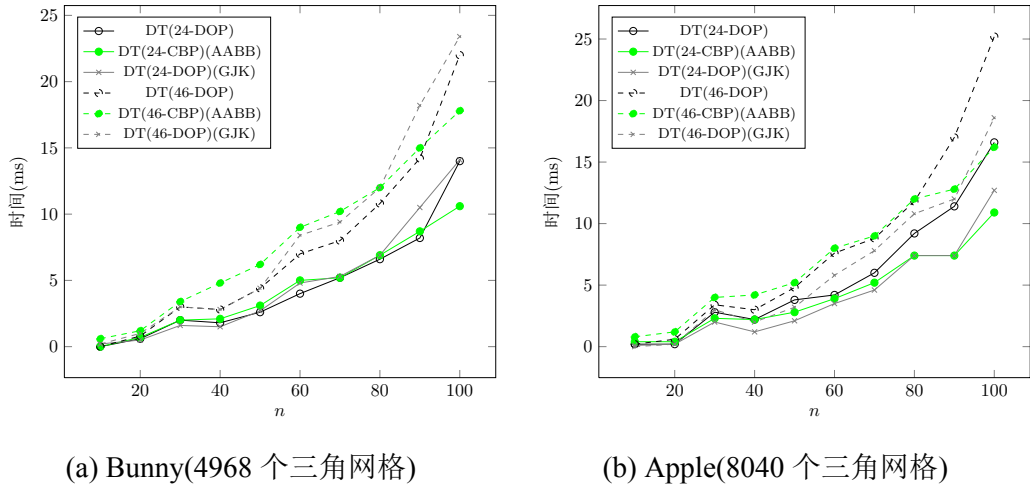 DT(24-DOP)
DT(24-CBP)(AABB)
DT(24-DOP)(GJK)
DT(46-DOP)
DT(46-CBP)(AABB)
DT(46-DOP)(GJK)
25
20
15
10
5
0
时间(ms)
20 40 60 80 100
n
(a) Bunny(4968 个三角网格)
DT(24-DOP)
DT(24-CBP)(AABB)
DT(24-DOP)(GJK)
DT(46-DOP)
DT(46-CBP)(AABB)
DT(46-DOP)(GJK)
25
20
15
10
5
0
时间(ms)
20 40 60 80 100
n
(b) Apple(8040 个三角网格)